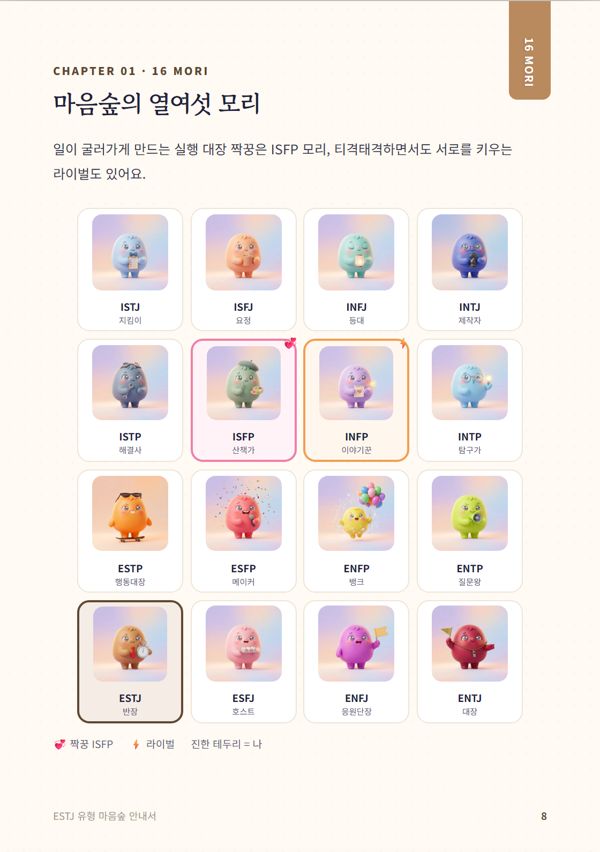 16 MORI
CHAPTER 01 · 16 MORI
마음숲의 열여섯 모리
일이 굴러가게 만드는 실행 대장 짝꿍은 ISFP 모리, 티격태격하면서도 서로를 키우는
라이벌도 있어요.
ISTJ
지킴이
ISFJ
요정
INFJ
등대
INTJ
제작자
ISTP
해결사
ISFP
산책가
INFP
이야기꾼
INTP
탐구가
ESTP
행동대장
ESFP
메이커
ENFP
뱅크
ENTP
질문왕
ESTJ
반장
ESFJ
호스트
ENFJ
응원단장
ENTJ
대장
💞 짝꿍 ISFP ⚡ 라이벌 진한 테두리 = 나
ESTJ 유형 마음숲 안내서
8